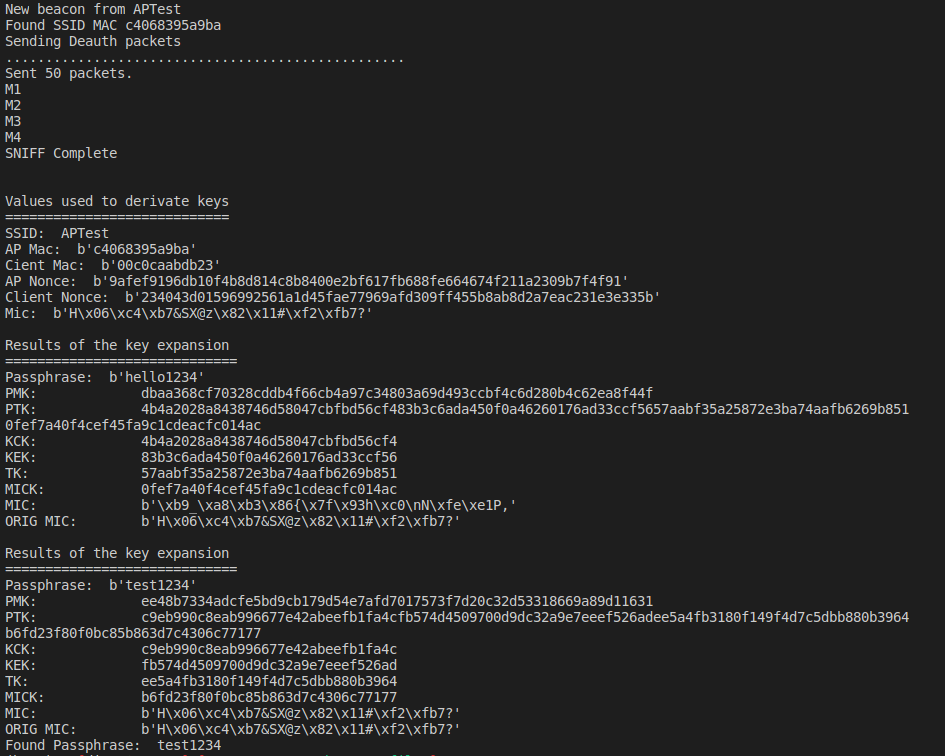 New beacon from APTest
Found SSID MAC c4068395a9ba
Sending Deauth packets
..................................................
Sent 50 packets.
M1
M2
M3
M4
SNIFF Complete
Values used to derivate keys
============================
SSID:  APTest
AP Mac:  b'c4068395a9ba'
Cient Mac:  b'00c0caabdb23'
AP Nonce:  b'9afef9196db10f4b8d814c8b8400e2bf617fb688fe664674f211a2309b7f4f91'
Client Nonce:  b'234043d01596992561a1d45fae77969afd309ff455b8ab8d2a7eac231e3e335b'
Mic:  b'H\x06\xc4\xb7&SX@z\x82\x11#\xf2\xfb7?'
Results of the key expansion
=============================
Passphrase:  b'hello1234'
PMK:             dbaa368cf70328cddb4f66cb4a97c34803a69d493ccbf4c6d280b4c62ea8f44f
PTK:             4b4a2028a8438746d58047cbfbd56cf483b3c6ada450f0a46260176ad33ccf5657aabf35a25872e3ba74aafb6269b851
0fef7a40f4cef45fa9c1cdeacfc014ac
KCK:             4b4a2028a8438746d58047cbfbd56cf4
KEK:             83b3c6ada450f0a46260176ad33ccf56
TK:              57aabf35a25872e3ba74aafb6269b851
MICK:            0fef7a40f4cef45fa9c1cdeacfc014ac
MIC:             b'\xb9_\xa8\xb3\x86{\x7f\x93h\xc0\nN\xfe\xe1P,'
ORIG MIC:        b'H\x06\xc4\xb7&SX@z\x82\x11#\xf2\xfb7?'
Results of the key expansion
=============================
Passphrase:  b'test1234'
PMK:             ee48b7334adcfe5bd9cb179d54e7afd7017573f7d20c32d53318669a89d11631
PTK:             c9eb990c8eab996677e42abeefb1fa4cfb574d4509700d9dc32a9e7eeef526adee5a4fb3180f149f4d7c5dbb880b3964
b6fd23f80f0bc85b863d7c4306c77177
KCK:             c9eb990c8eab996677e42abeefb1fa4c
KEK:             fb574d4509700d9dc32a9e7eeef526ad
TK:              ee5a4fb3180f149f4d7c5dbb880b3964
MICK:            b6fd23f80f0bc85b863d7c4306c77177
MIC:             b'H\x06\xc4\xb7&SX@z\x82\x11#\xf2\xfb7?'
ORIG MIC:        b'H\x06\xc4\xb7&SX@z\x82\x11#\xf2\xfb7?'
Found Passphrase:  test1234